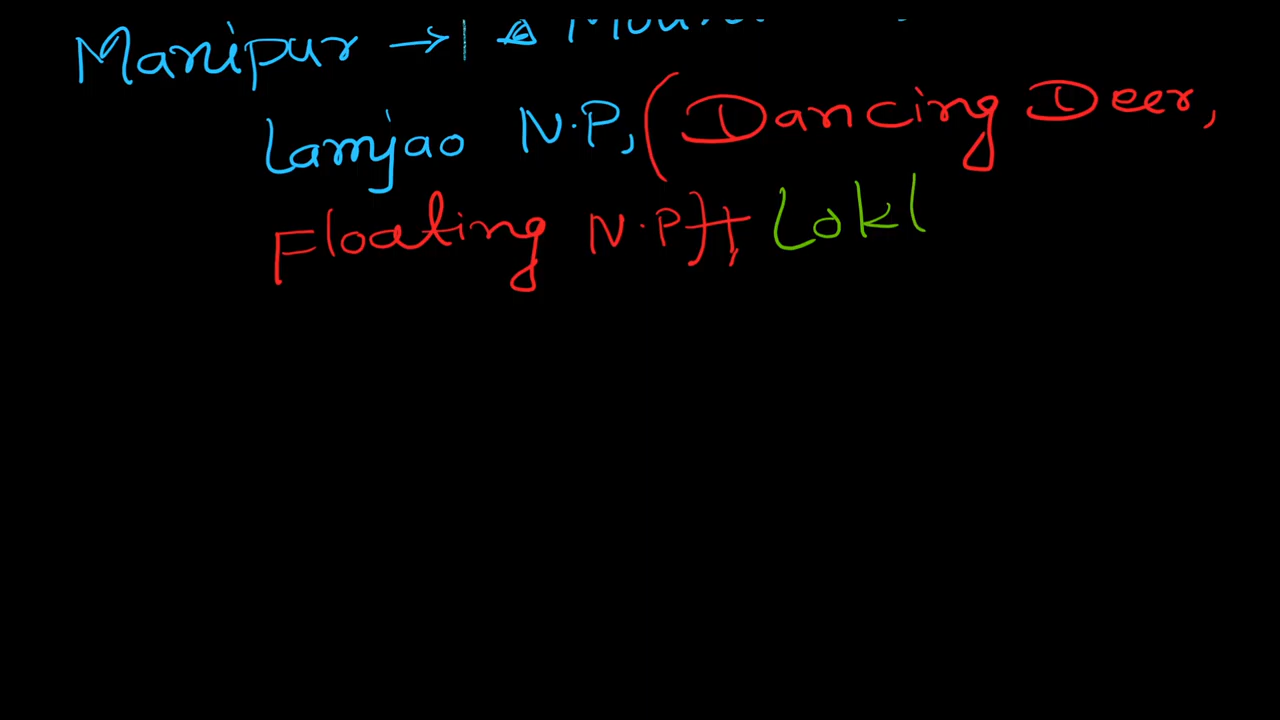 Manipur →
Lamjao N.P, (Dancing Deer,
Floating N.P), Lokl